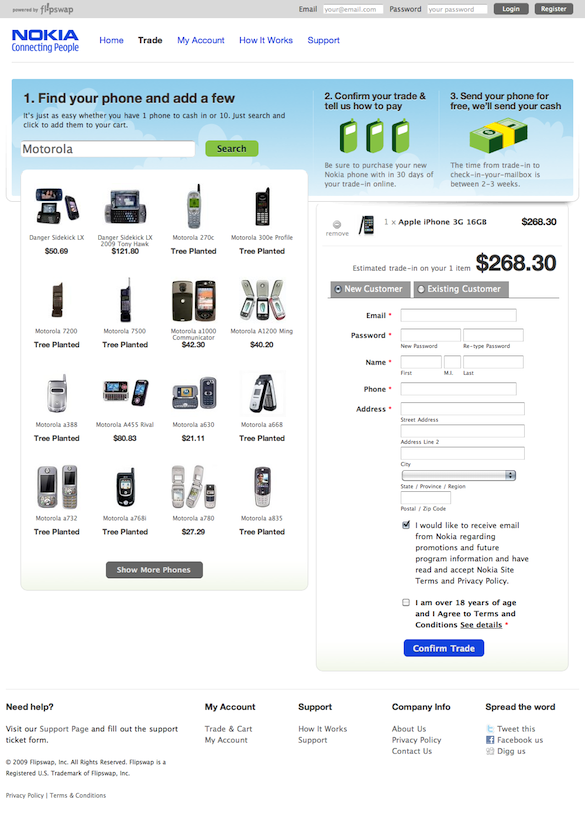 powered by flipswap
Email your@email.com Password your password Login Register
NOKIA
Connecting People
Home Trade My Account How It Works Support
1. Find your phone and add a few
It's just as easy whether you have 1 phone to cash in or 10. Just search and
click to add them to your cart.
Motorola Search
2. Confirm your trade &
tell us how to pay
Be sure to purchase your new
Nokia phone with in 30 days of
your trade-in online.
3. Send your phone for
free, we'll send your cash
The time from trade-in to
check-in-your-mailbox is
between 2-3 weeks.
Danger Sidekick LX
$50.69
Danger Sidekick LX
2009 Tony Hawk
$121.80
Motorola 270c
Tree Planted
Motorola 300e Profile
Tree Planted
Motorola 7200
Tree Planted
Motorola 7500
Tree Planted
Motorola a1000
Communicator
$42.30
Motorola A1200 Ming
$40.20
Motorola a388
Tree Planted
Motorola A455 Rival
$80.83
Motorola a630
$21.11
Motorola a668
Tree Planted
Motorola a732
Tree Planted
Motorola a768i
Tree Planted
Motorola a780
$27.29
Motorola a835
Tree Planted
Show More Phones
remove
1 x Apple iPhone 3G 16GB $268.30
Estimated trade-in on your 1 item $268.30
New Customer Existing Customer
Email *
Password *
New Password Re-type Password
Name *
First M.I. Last
Phone *
Address *
Street Address
Address Line 2
City
State / Province / Region
Postal / Zip Code
I would like to receive email
from Nokia regarding
promotions and future
program information and have
read and accept Nokia Site
Terms and Privacy Policy.
I am over 18 years of age
and I Agree to Terms and
Conditions See details *
Confirm Trade
Need help?
Visit our Support Page and fill out the support
ticket form.
© 2009 Flipswap, Inc. All Rights Reserved. Flipswap is a
Registered U.S. Trademark of Flipswap, Inc.
Privacy Policy | Terms & Conditions
My Account
Trade & Cart
My Account
Support
How It Works
Support
Company Info
About Us
Privacy Policy
Contact Us
Spread the word
Tweet this
Facebook us
Digg us